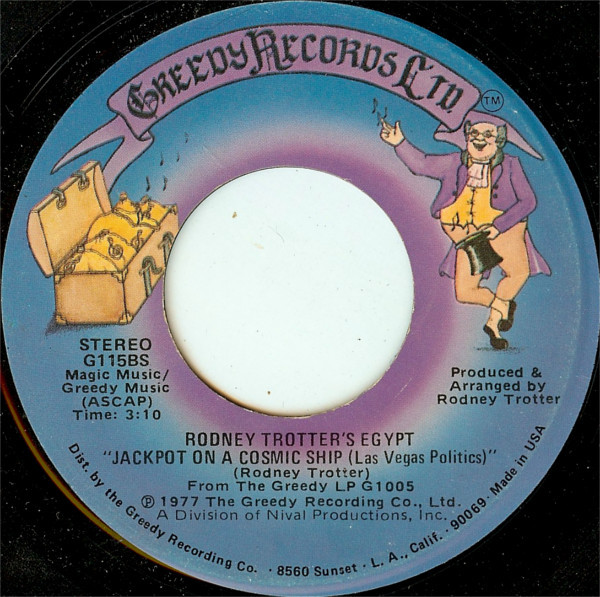 Greedy Records Ltd.
TM
STEREO
G115BS
Magic Music/
Greedy Music
(ASCAP)
Time: 3:10
Produced &
Arranged by
Rodney Trotter
RODNEY TROTTER'S EGYPT
"JACKPOT ON A COSMIC SHIP (Las Vegas Politics)"
(Rodney Trotter)
From The Greedy LP G1005
℗ 1977 The Greedy Recording Co., Ltd.
A Division of Nival Productions, Inc.
Dist. by the Greedy Recording Co. · 8560 Sunset · L. A., Calif. · 90069 · Made in USA